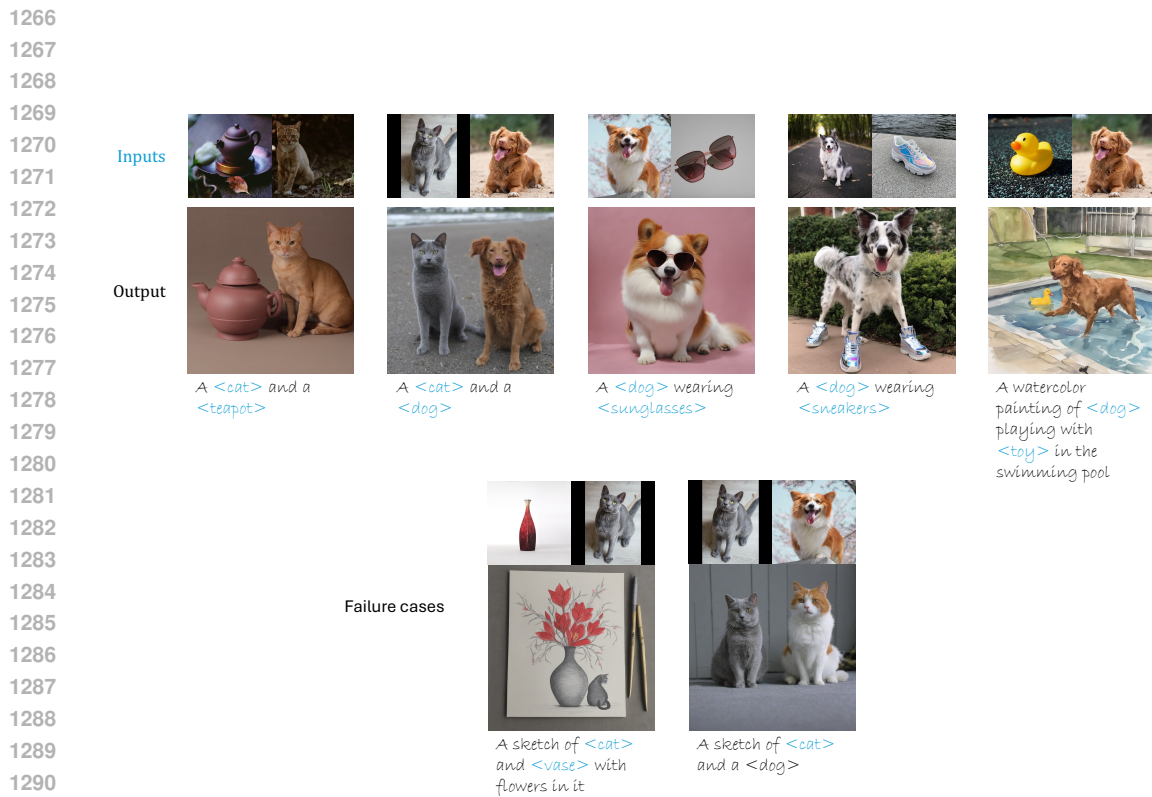 1266
1267
1268
1269
1270
1271
1272
1273
1274
1275
1276
1277
1278
1279
1280
1281
1282
1283
1284
1285
1286
1287
1288
1289
1290
Inputs
Output
A <cat> and a
<teapot>
A <cat> and a
<dog>
A <dog> wearing
<sunglasses>
A <dog> wearing
<sneakers>
A watercolor
painting of <dog>
playing with
<toy> in the
swimming pool
Failure cases
A sketch of <cat>
and <vase> with
flowers in it
A sketch of <cat>
and a <dog>